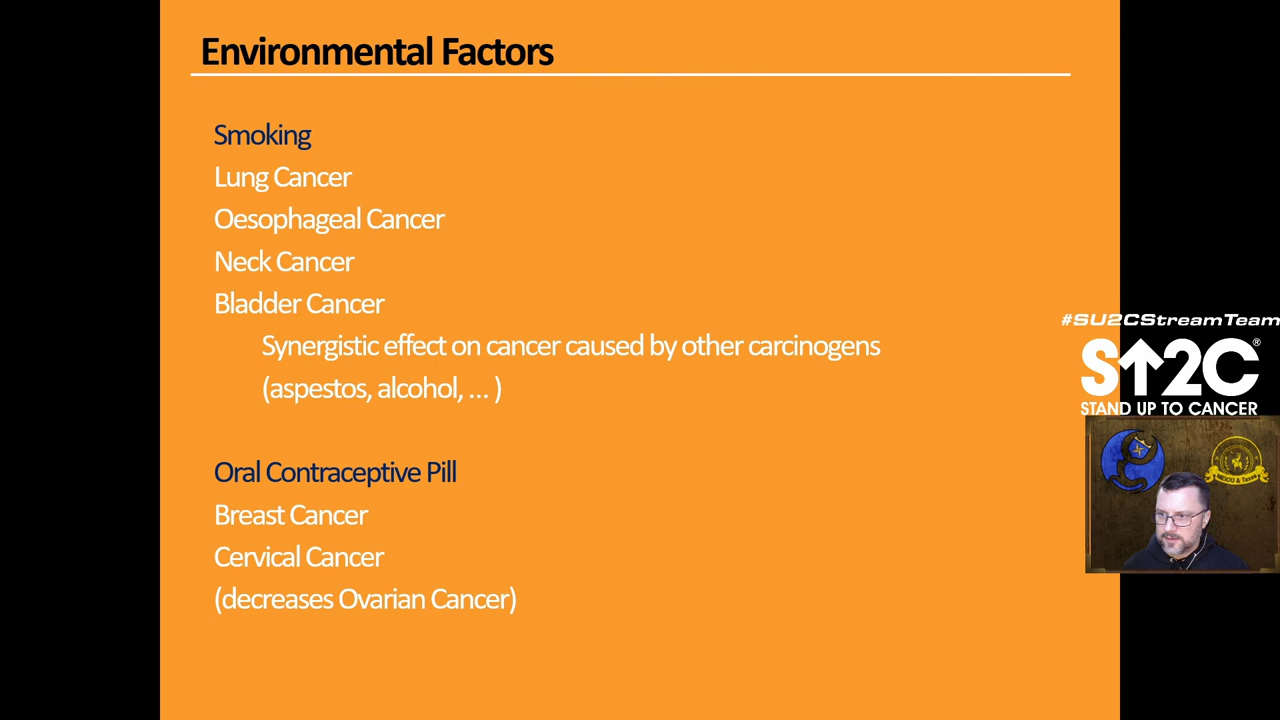 Environmental Factors
Smoking
Lung Cancer
Oesophageal Cancer
Neck Cancer
Bladder Cancer
Synergistic effect on cancer caused by other carcinogens
(aspestos, alcohol, ... )
Oral Contraceptive Pill
Breast Cancer
Cervical Cancer
(decreases Ovarian Cancer)
#SU2CStreamTeam
S↑2C®
STAND UP TO CANCER